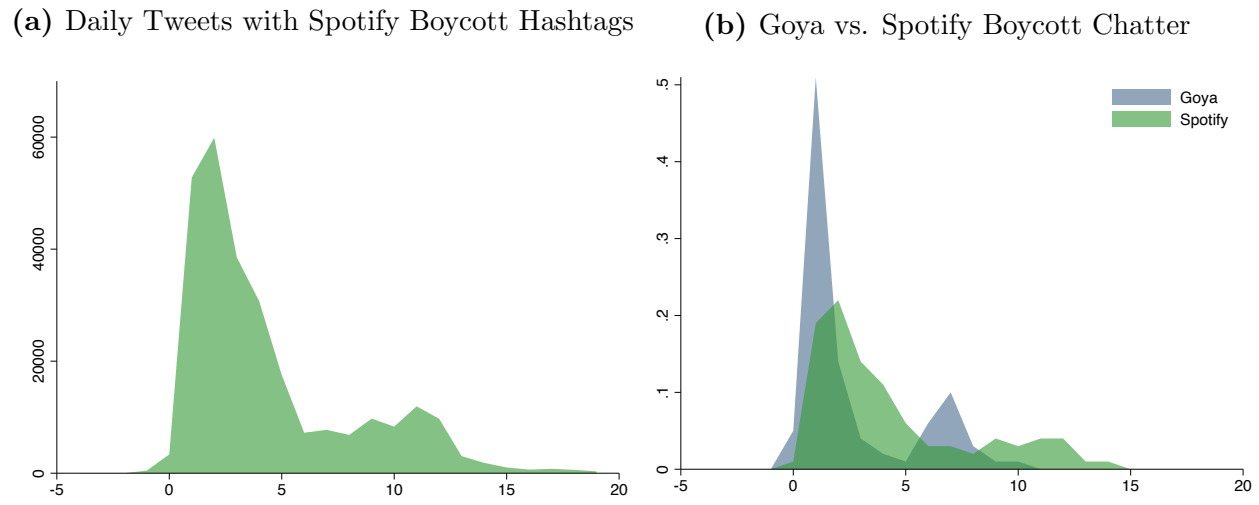 (a) Daily Tweets with Spotify Boycott Hashtags
60000
40000
20000
0
-5 0 5 10 15 20
(b) Goya vs. Spotify Boycott Chatter
Goya
Spotify
.5
.4
.3
.2
.1
0
-5 0 5 10 15 20